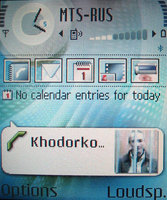 MTS-RUS
No calendar entries for today
Khodorko...
Options Loudsp.